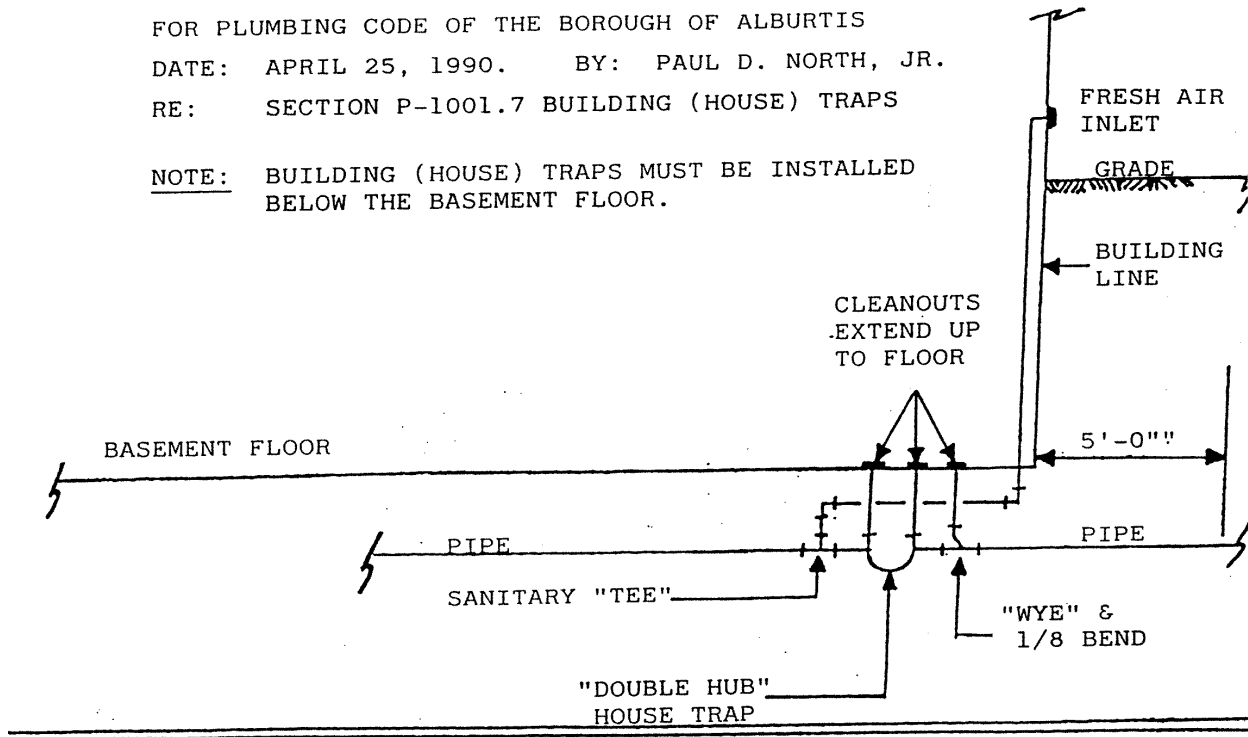 FOR PLUMBING CODE OF THE BOROUGH OF ALBURTIS
DATE: APRIL 25, 1990. BY: PAUL D. NORTH, JR.
RE: SECTION P-1001.7 BUILDING (HOUSE) TRAPS
NOTE: BUILDING (HOUSE) TRAPS MUST BE INSTALLED
BELOW THE BASEMENT FLOOR.
FRESH AIR
INLET
GRADE
BUILDING
LINE
CLEANOUTS
EXTEND UP
TO FLOOR
BASEMENT FLOOR
5'-0""
PIPE
PIPE
SANITARY "TEE"
"WYE" &
1/8 BEND
"DOUBLE HUB"
HOUSE TRAP